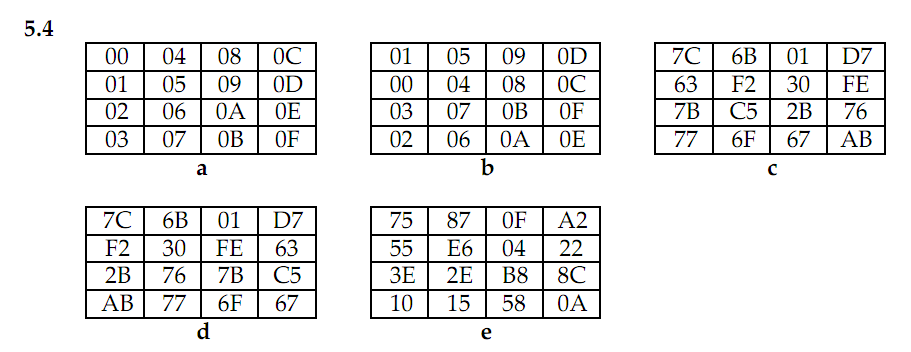 5.4
00 04 08 0C 01 05 09 0D 7C 6B 01 D7
01 05 09 0D 00 04 08 0C 63 F2 30 FE
02 06 0A 0E 03 07 0B 0F 7B C5 2B 76
03 07 0B 0F 02 06 0A 0E 77 6F 67 AB
a b c
7C 6B 01 D7 75 87 0F A2
F2 30 FE 63 55 E6 04 22
2B 76 7B C5 3E 2E B8 8C
AB 77 6F 67 10 15 58 0A
d e